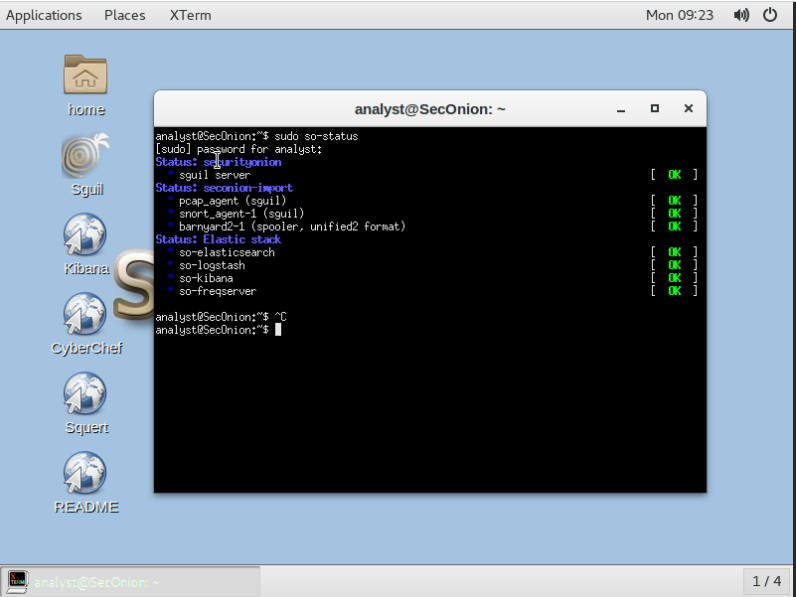 Applications Places XTerm Mon 09:23
home
Sguil
Kibana
CyberChef
Squert
README
S
analyst@SecOnion: ~
analyst@SecOnion:~$ sudo so-status
[sudo] password for analyst:
Status: securityonion
* sguil server [ OK ]
Status: seconion-import
* pcap_agent (sguil) [ OK ]
* snort_agent-1 (sguil) [ OK ]
* barnyard2-1 (spooler, unified2 format) [ OK ]
Status: Elastic stack
* so-elasticsearch [ OK ]
* so-logstash [ OK ]
* so-kibana [ OK ]
* so-freqserver [ OK ]
analyst@SecOnion:~$ ^C
analyst@SecOnion:~$
XTERM
analyst@SecOnion: ~
1 / 4